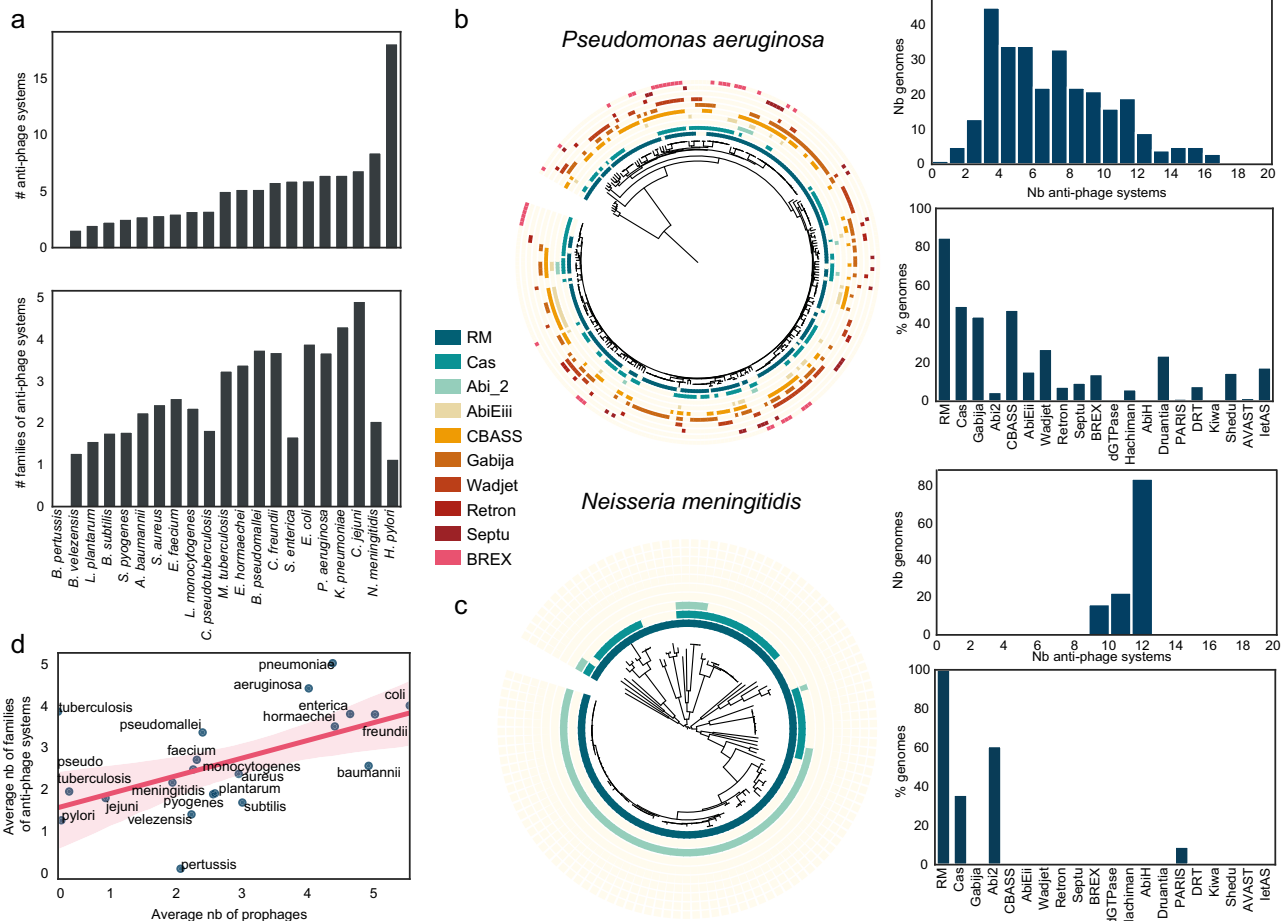 a
# anti-phage systems
15
10
5
0
# families of anti-phage systems
5
4
3
2
1
0
B. pertussis
B. velezensis
L. plantarum
B. subtilis
S. pyogenes
A. baumannii
S. aureus
E. faecium
L. monocytogenes
C. pseudotuberculosis
M. tuberculosis
E. hormaechei
B. pseudomallei
C. freundii
S. enterica
E. coli
P. aeruginosa
K. pneumoniae
C. jejuni
N. meningitidis
H. pylori
b
Pseudomonas aeruginosa
RM
Cas
Abi_2
AbiEiii
CBASS
Gabija
Wadjet
Retron
Septu
BREX
Nb genomes
40
30
20
10
0
0 2 4 6 8 10 12 14 16 18 20
Nb anti-phage systems
% genomes
100
80
60
40
20
0
RM
Cas
Gabija
Abi2
CBASS
AbiEii
Wadjet
Retron
Septu
BREX
dGTPase
Hachiman
AbiH
Druantia
PARIS
DRT
Kiwa
Shedu
AVAST
IetAS
Neisseria meningitidis
c
Nb genomes
80
60
40
20
0
0 2 4 6 8 10 12 14 16 18 20
Nb anti-phage systems
% genomes
100
80
60
40
20
0
RM
Cas
Gabija
Abi2
CBASS
AbiEii
Wadjet
Retron
Septu
BREX
dGTPase
Hachiman
AbiH
Druantia
PARIS
DRT
Kiwa
Shedu
AVAST
IetAS
d
Average nb of families
of anti-phage systems
5
4
3
2
1
0
pneumoniae
aeruginosa
coli
tuberculosis
enterica
pseudomallei
hormaechei
freundii
faecium
pseudo
tuberculosis
monocytogenes
aureus
baumannii
meningitidis
plantarum
jejuni
pyogenes
subtilis
pylori
velezensis
pertussis
0 1 2 3 4 5
Average nb of prophages